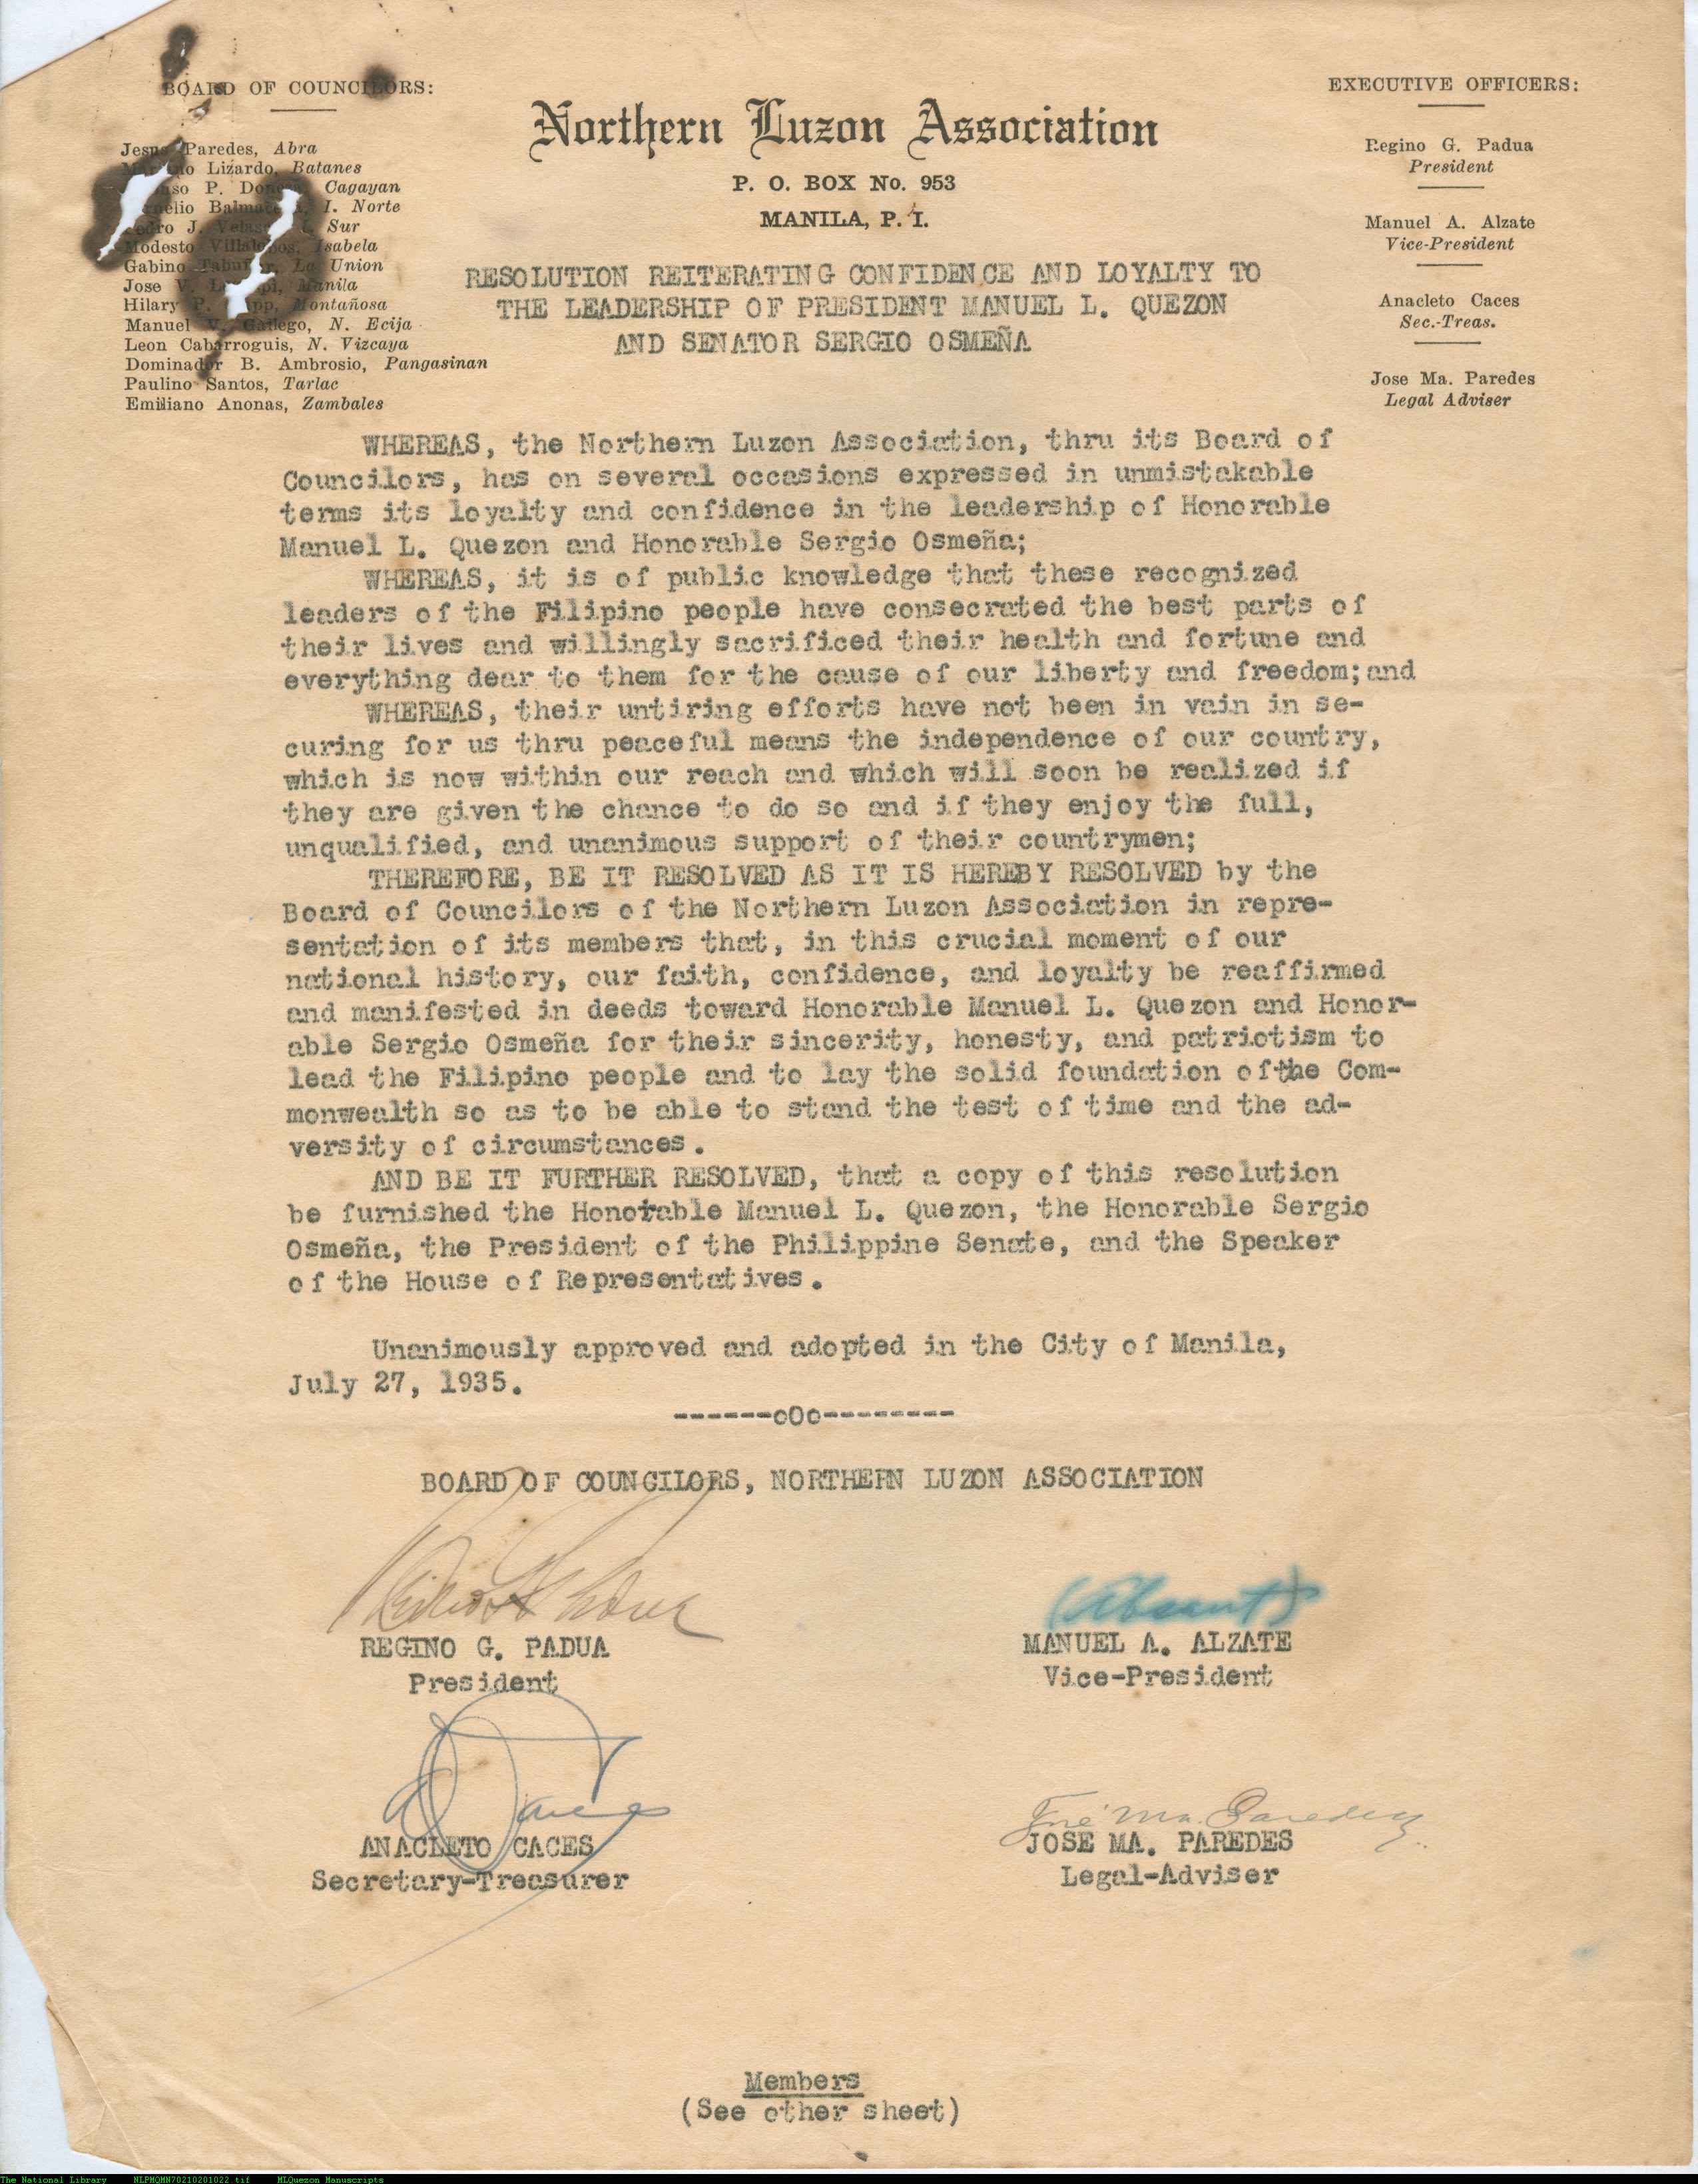 BOARD OF COUNCILORS:
Jesus Paredes, Abra
Lizardo, Batanes
P. Cagayan
Balmaceda, I. Norte
Pedro J. Sur
Modesto Villalobos, Isabela
Gabino La Union
Jose Manila
Hilary P. Montañosa
Manuel V. Gallego, N. Ecija
Leon Cabarroguis, N. Vizcaya
Dominador B. Ambrosio, Pangasinan
Paulino Santos, Tarlac
Emiliano Anonas, Zambales
Northern Luzon Association
P. O. BOX No. 953
MANILA, P. I.
EXECUTIVE OFFICERS:
Regino G. Padua
President
Manuel A. Alzate
Vice-President
Anacleto Caces
Sec.-Treas.
Jose Ma. Paredes
Legal Adviser
RESOLUTION REITERATING CONFIDENCE AND LOYALTY TO
THE LEADERSHIP OF PRESIDENT MANUEL L. QUEZON
AND SENATOR SERGIO OSMEÑA
WHEREAS, the Northern Luzon Association, thru its Board of
Councilors, has on several occasions expressed in unmistakable
terms its loyalty and confidence in the leadership of Honorable
Manuel L. Quezon and Honorable Sergio Osmeña;
WHEREAS, it is of public knowledge that these recognized
leaders of the Filipino people have consecrated the best parts of
their lives and willingly sacrificed their health and fortune and
everything dear to them for the cause of our liberty and freedom;and
WHEREAS, their untiring efforts have not been in vain in se-
curing for us thru peaceful means the independence of our country,
which is now within our reach and which will soon be realized if
they are given the chance to do so and if they enjoy the full,
unqualified, and unanimous support of their countrymen;
THEREFORE, BE IT RESOLVED AS IT IS HEREBY RESOLVED by the
Board of Councilors of the Northern Luzon Association in repre-
sentation of its members that, in this crucial moment of our
national history, our faith, confidence, and loyalty be reaffirmed
and manifested in deeds toward Honorable Manuel L. Quezon and Honor-
able Sergio Osmeña for their sincerity, honesty, and patriotism to
lead the Filipino people and to lay the solid foundation of the Com-
monwealth so as to be able to stand the test of time and the ad-
versity of circumstances.
AND BE IT FURTHER RESOLVED, that a copy of this resolution
be furnished the Honorable Manuel L. Quezon, the Honorable Sergio
Osmeña, the President of the Philippine Senate, and the Speaker
of the House of Representatives.
Unanimously approved and adopted in the City of Manila,
July 27, 1935.
-------oOo---------
BOARD OF COUNCILORS, NORTHERN LUZON ASSOCIATION
(Absent)
REGINO G. PADUA
President
MANUEL A. ALZATE
Vice-President
A Caces
José Ma. Paredes
ANACLETO CACES
Secretary-Treasurer
JOSE MA. PAREDES
Legal-Adviser
Members
(See other sheet)
The National Library NLPMQMN70210201022.tif MLQuezon Manuscripts